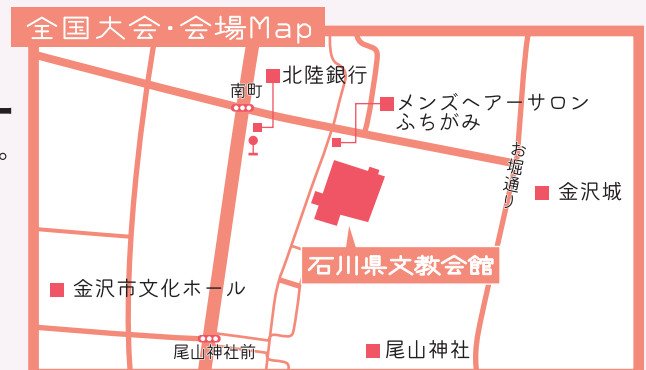 全国大会・会場Map
北陸銀行
南町
メンズヘアーサロン
ふちがみ
。
お堀通り
金沢城
石川県文教会館
金沢市文化ホール
尾山神社前
尾山神社